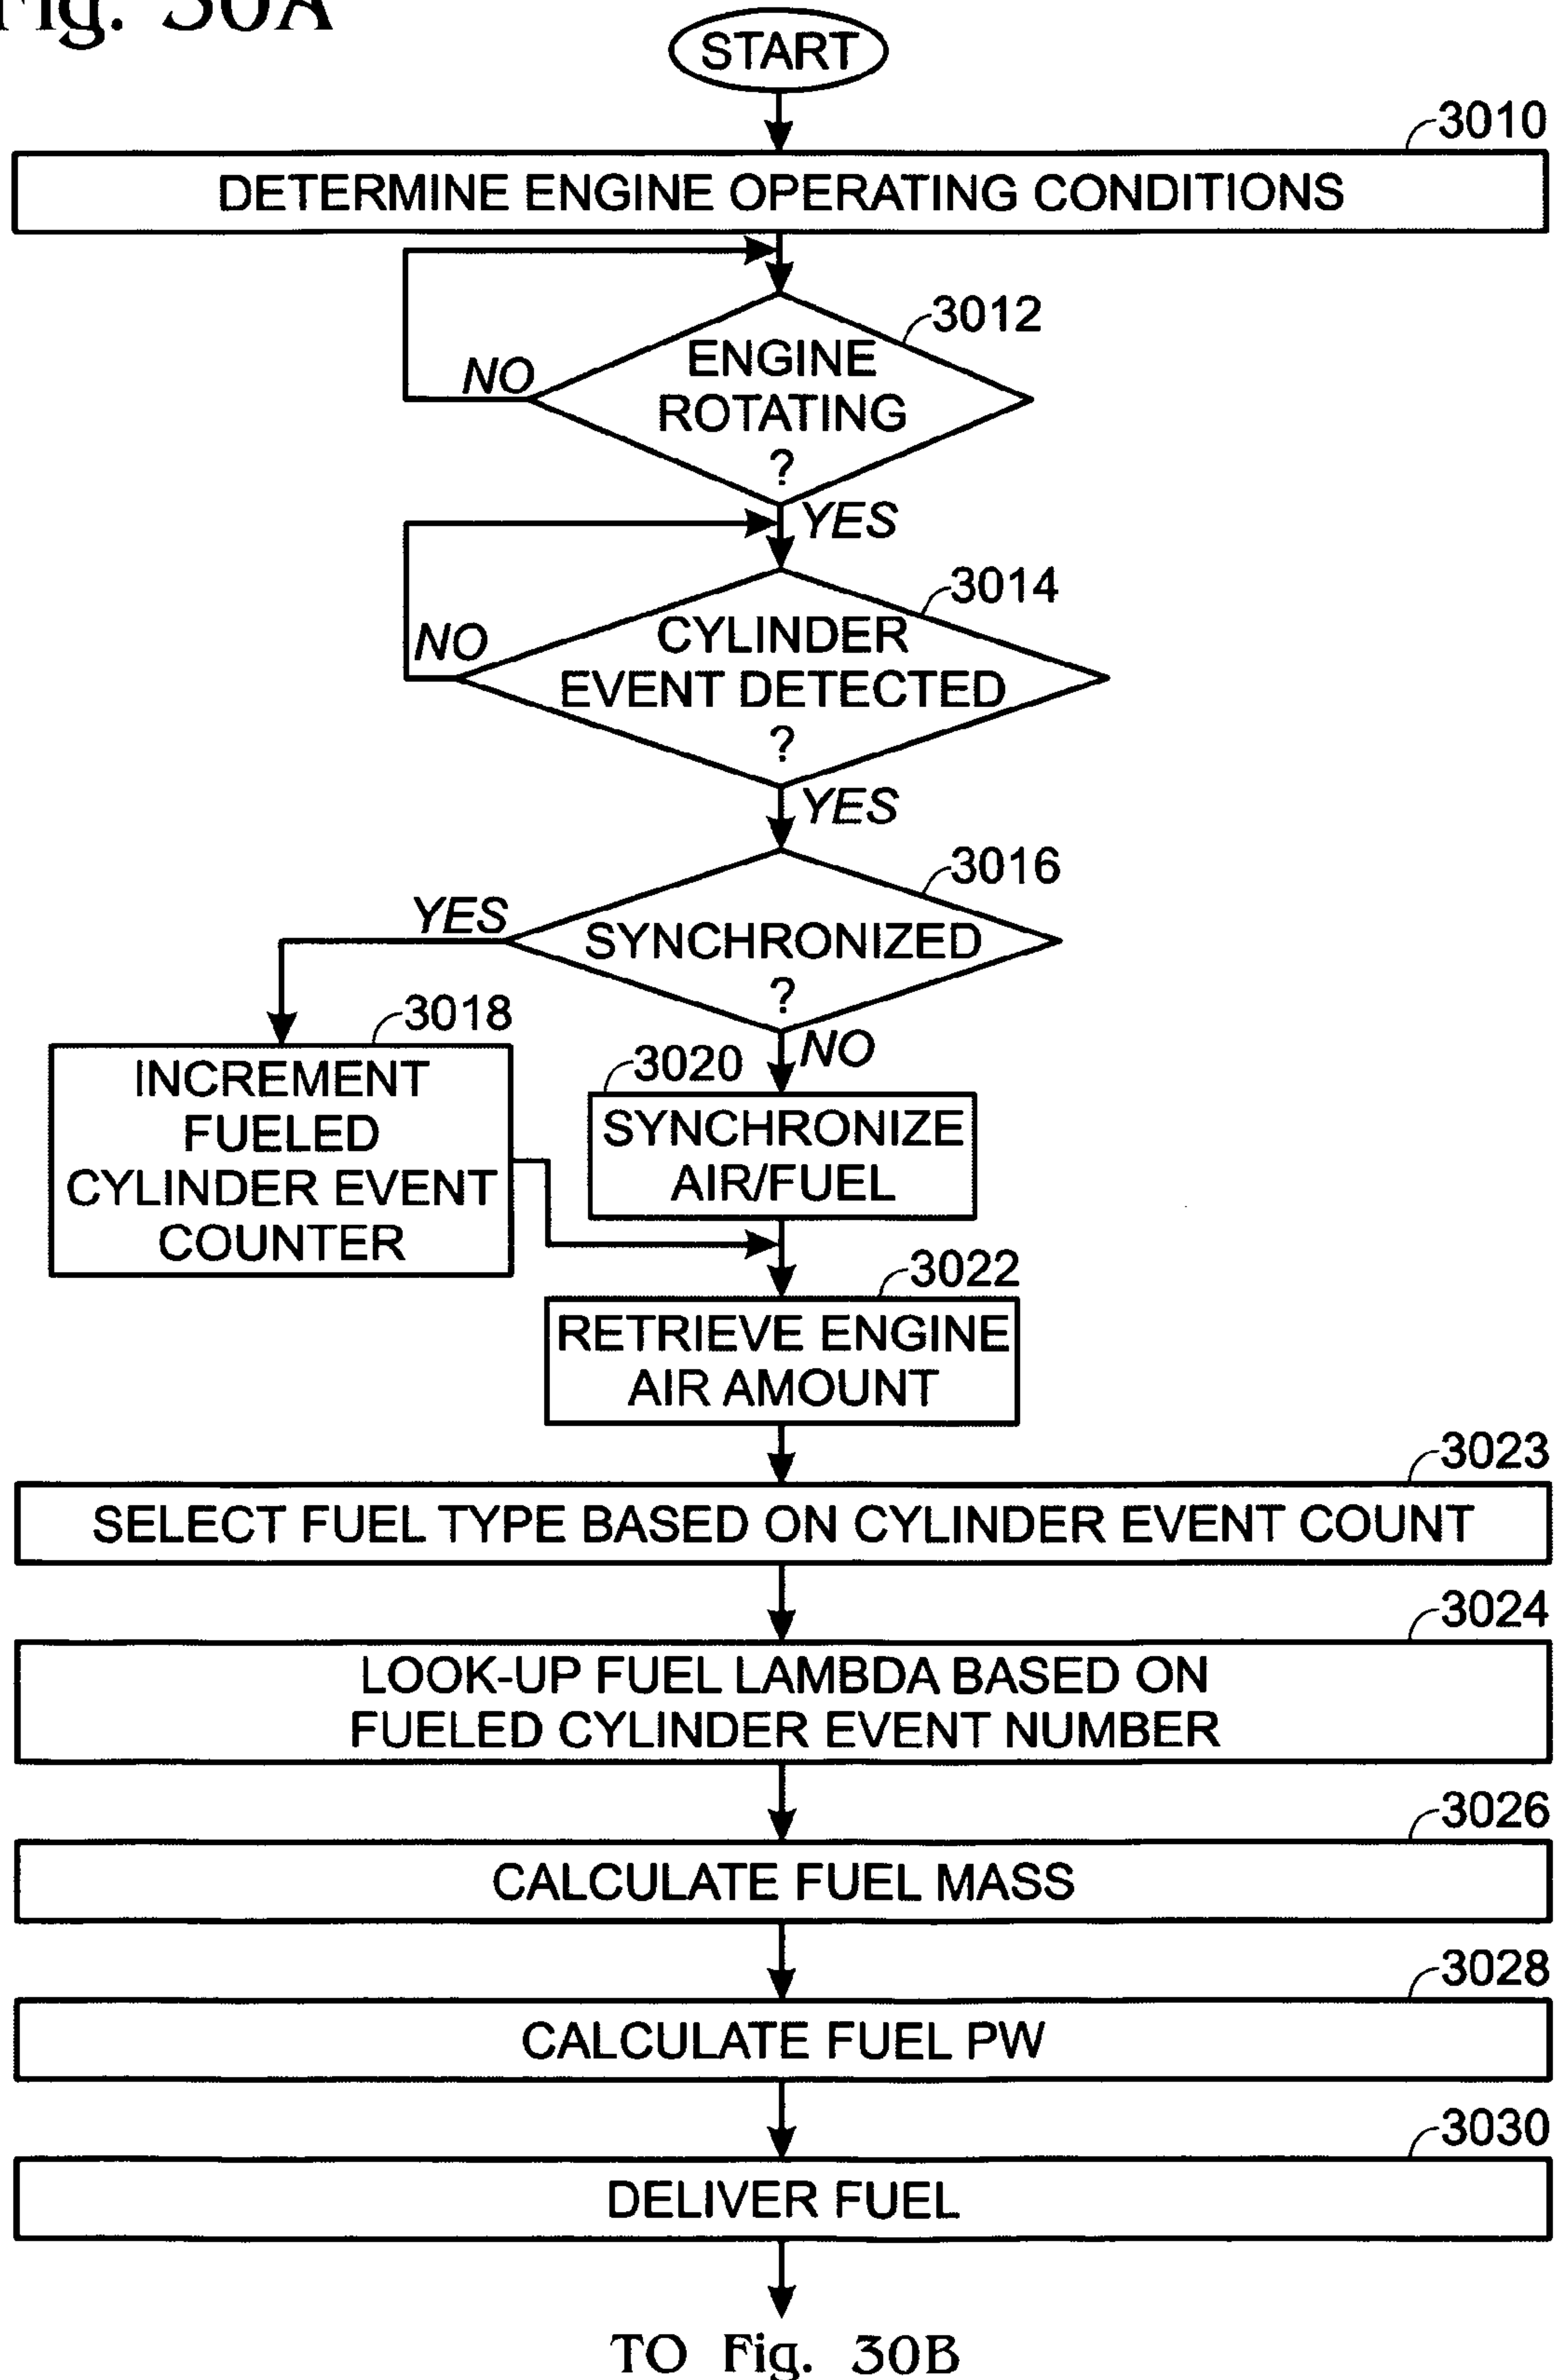 Fig. 30A
START
3010
DETERMINE ENGINE OPERATING CONDITIONS
3012
ENGINE
ROTATING
?
NO
YES
3014
CYLINDER
EVENT DETECTED
?
NO
YES
3016
SYNCHRONIZED
?
YES
NO
3018
INCREMENT
FUELED
CYLINDER EVENT
COUNTER
3020
SYNCHRONIZE
AIR/FUEL
3022
RETRIEVE ENGINE
AIR AMOUNT
3023
SELECT FUEL TYPE BASED ON CYLINDER EVENT COUNT
3024
LOOK-UP FUEL LAMBDA BASED ON
FUELED CYLINDER EVENT NUMBER
3026
CALCULATE FUEL MASS
3028
CALCULATE FUEL PW
3030
DELIVER FUEL
TO Fig. 30B